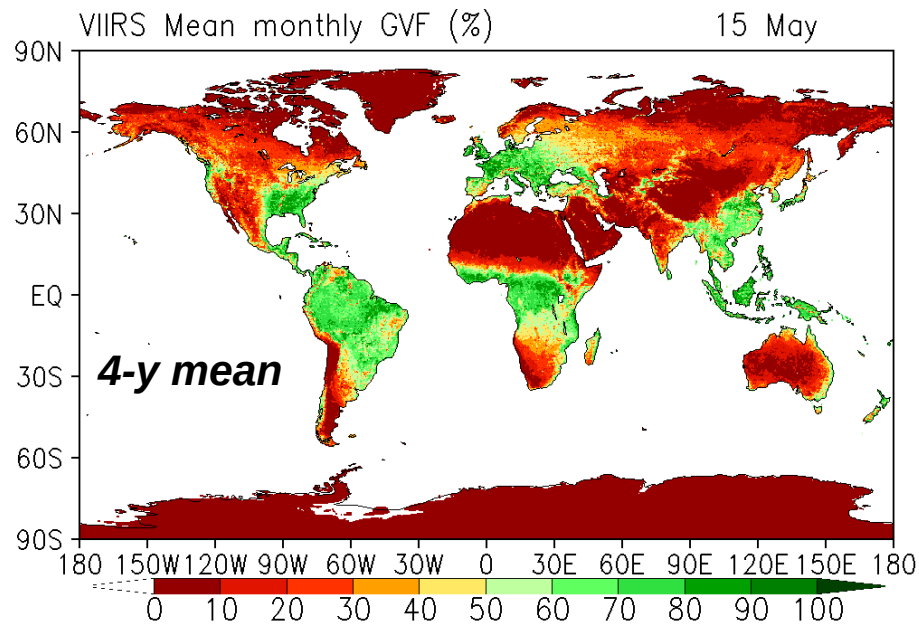 VIIRS Mean monthly GVF (%) 15 May
90N
60N
30N
EQ
30S
60S
90S
4-y mean
180 150W 120W 90W 60W 30W 0 30E 60E 90E 120E 150E 180
0 10 20 30 40 50 60 70 80 90 100